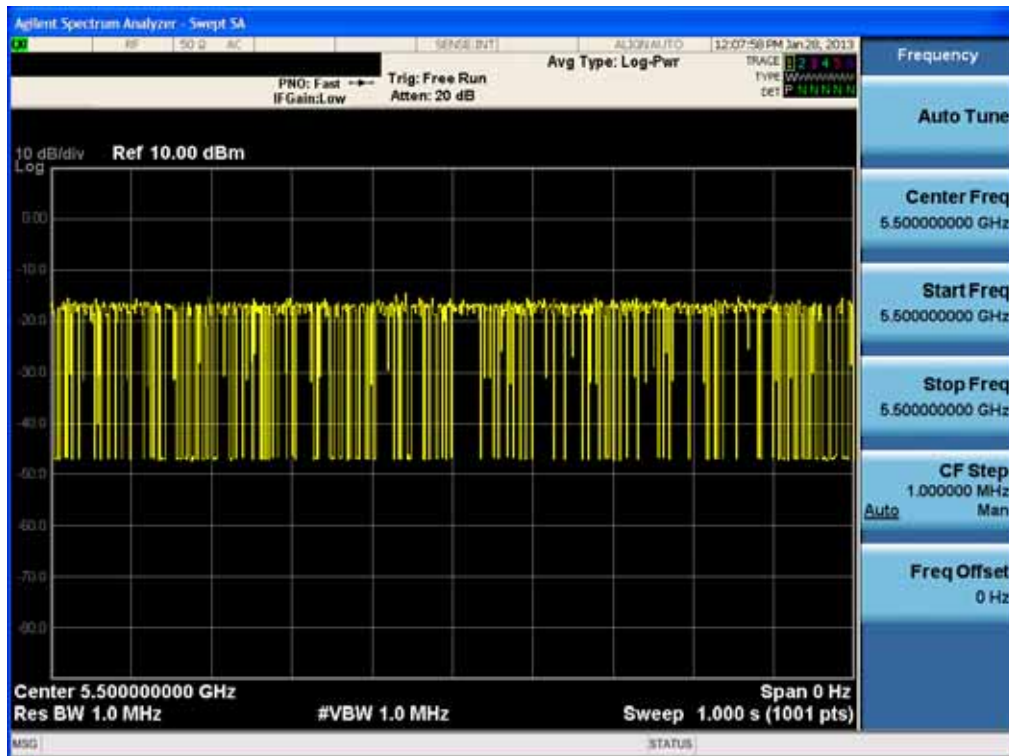 Agilent Spectrum Analyzer - Swept SA
RF 50 Ω AC SENSE:INT ALIGN AUTO 12:07:58 PM Jan 28, 2013
PNO: Fast Trig: Free Run Avg Type: Log-Pwr TRACE 1 2 3 4 5 6
IFGain:Low Atten: 20 dB TYPE
DET P N N N N N
10 dB/div Ref 10.00 dBm
Log
0.00
-10.0
-20.0
-30.0
-40.0
-50.0
-60.0
-70.0
-80.0
Center 5.500000000 GHz Span 0 Hz
Res BW 1.0 MHz #VBW 1.0 MHz Sweep 1.000 s (1001 pts)
MSG STATUS
Frequency
Auto Tune
Center Freq
5.500000000 GHz
Start Freq
5.500000000 GHz
Stop Freq
5.500000000 GHz
CF Step
1.000000 MHz
Auto Man
Freq Offset
0 Hz